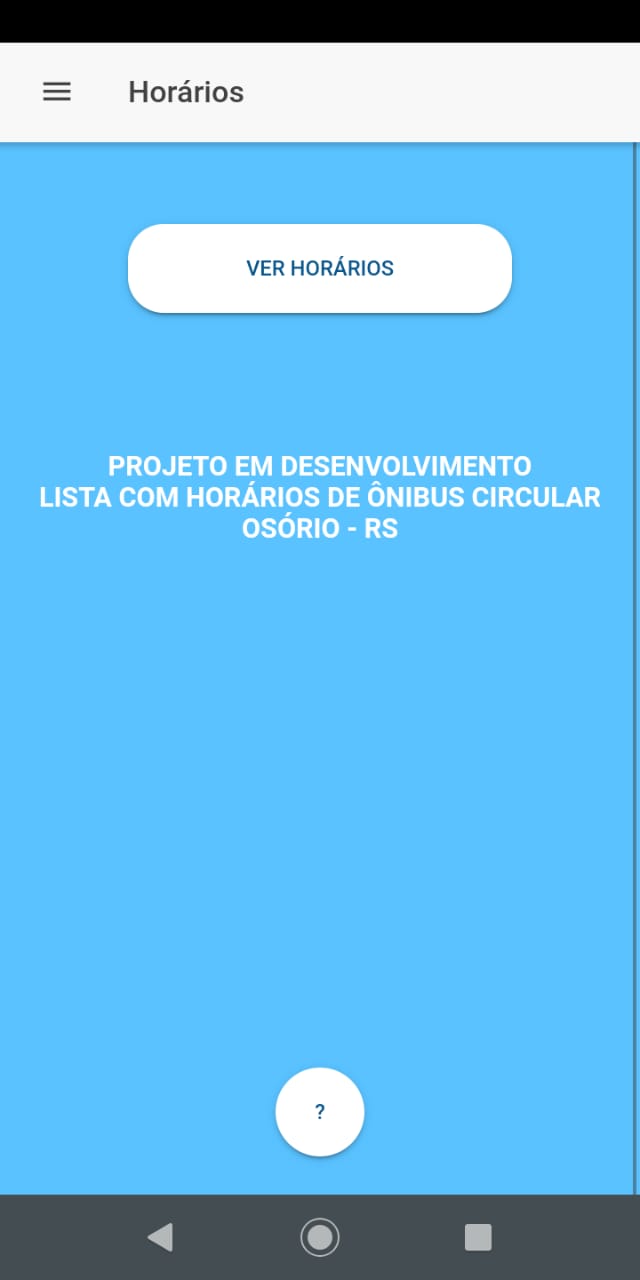 Horários
VER HORÁRIOS
PROJETO EM DESENVOLVIMENTO
LISTA COM HORÁRIOS DE ÔNIBUS CIRCULAR
OSÓRIO - RS
?